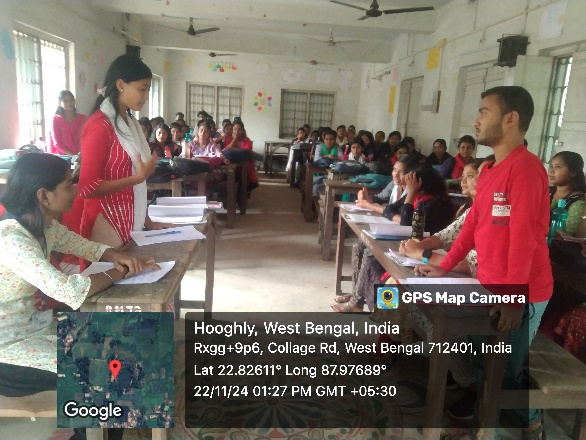 GPS Map Camera
Hooghly, West Bengal, India
Rxgg+9p6, Collage Rd, West Bengal 712401, India
Lat 22.82611° Long 87.97689°
22/11/24 01:27 PM GMT +05:30
Google